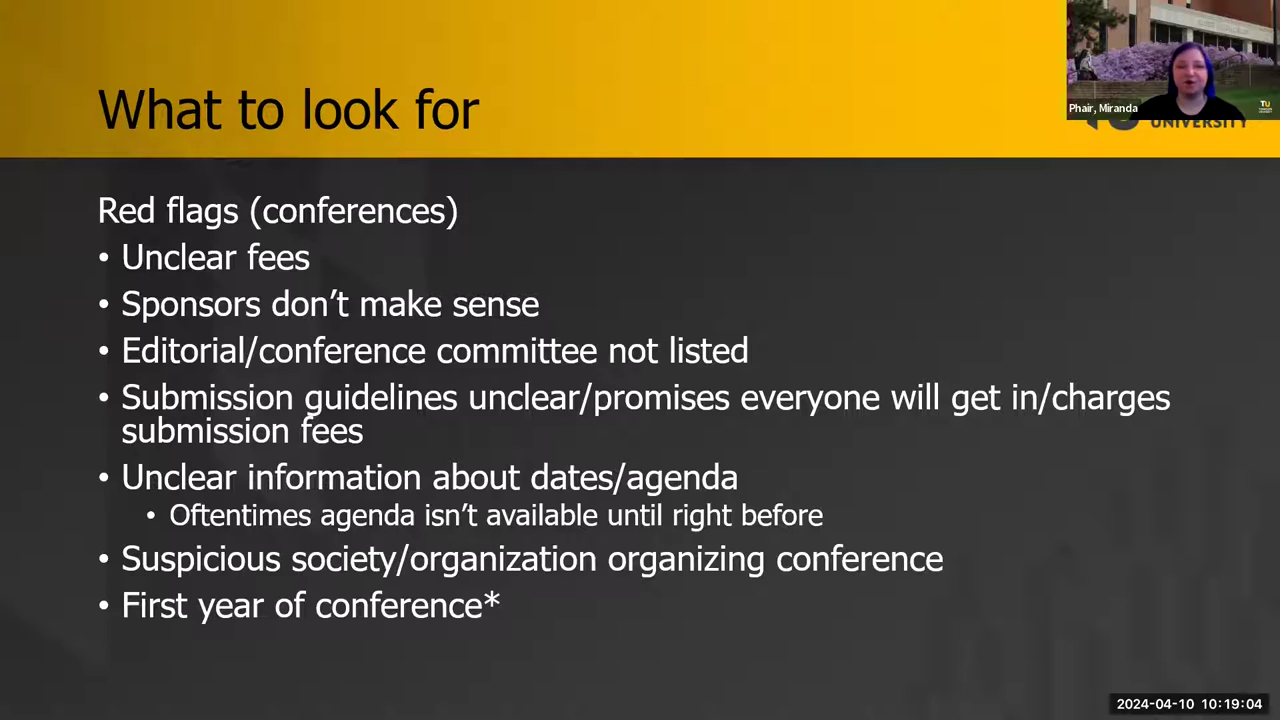 What to look for
Phair, Miranda
TU
UNIVERSITY
Red flags (conferences)
• Unclear fees
• Sponsors don’t make sense
• Editorial/conference committee not listed
• Submission guidelines unclear/promises everyone will get in/charges
submission fees
• Unclear information about dates/agenda
• Oftentimes agenda isn’t available until right before
• Suspicious society/organization organizing conference
• First year of conference*
2024-04-10 10:19:04